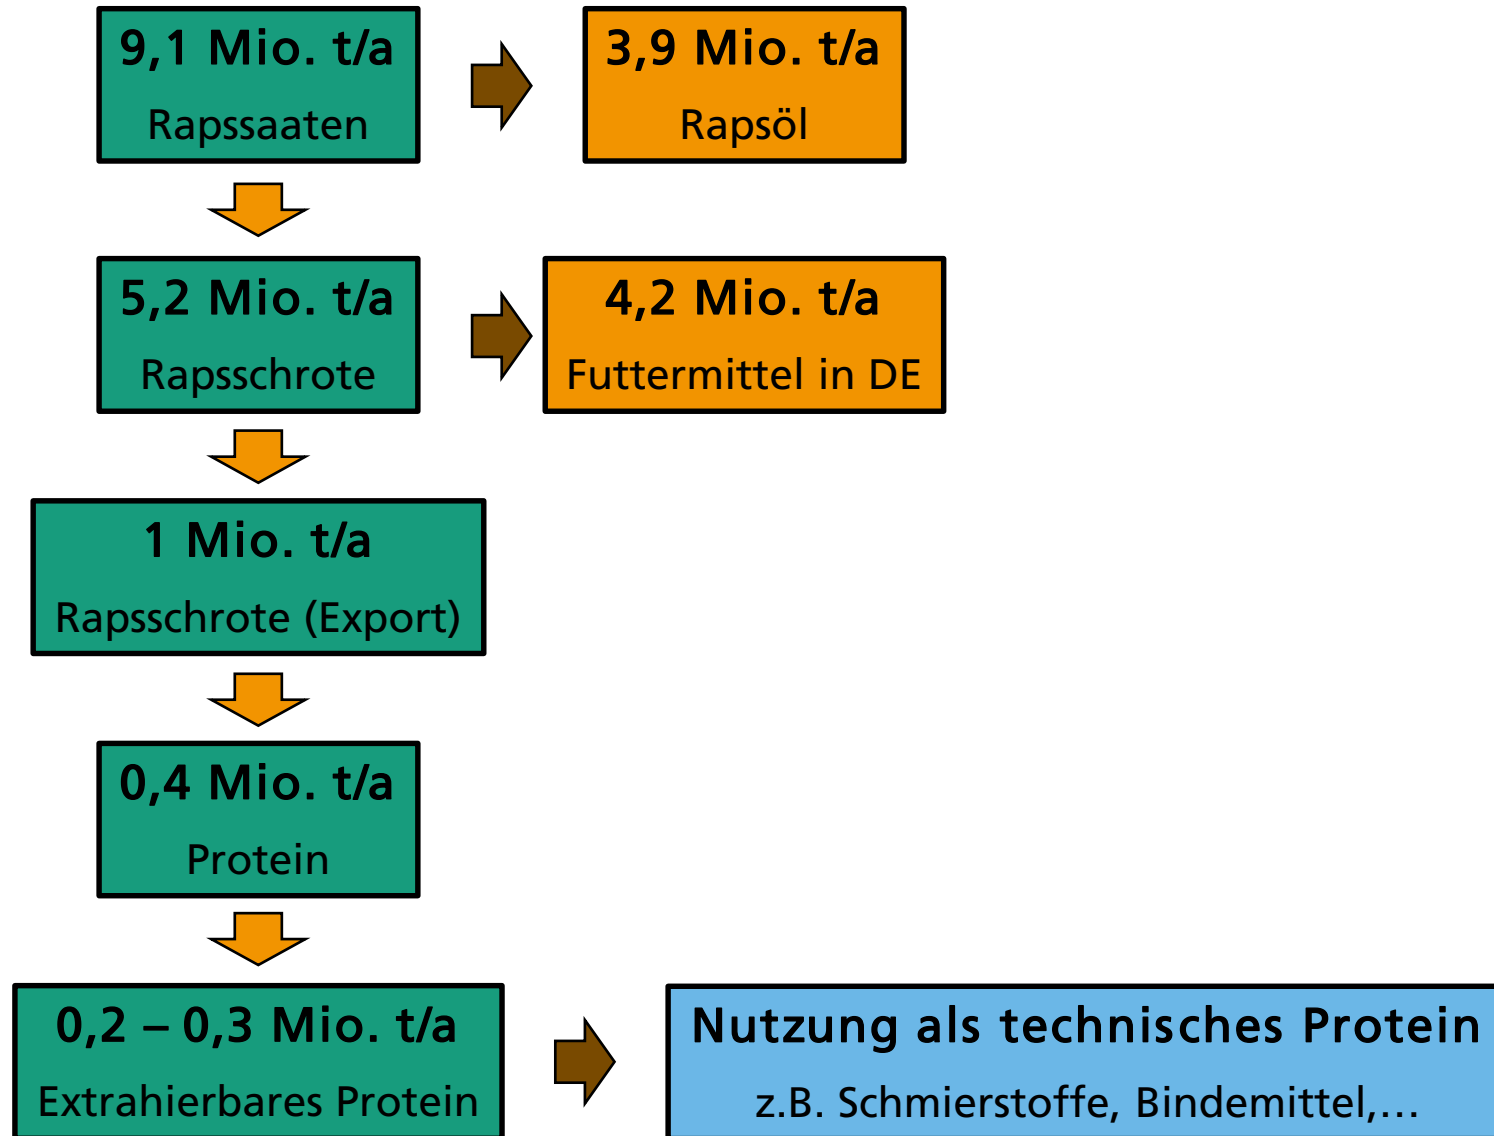 9,1 Mio. t/a
Rapssaaten
3,9 Mio. t/a
Rapsöl
5,2 Mio. t/a
Rapsschrote
4,2 Mio. t/a
Futtermittel in DE
1 Mio. t/a
Rapsschrote (Export)
0,4 Mio. t/a
Protein
0,2 – 0,3 Mio. t/a
Extrahierbares Protein
Nutzung als technisches Protein
z.B. Schmierstoffe, Bindemittel,…